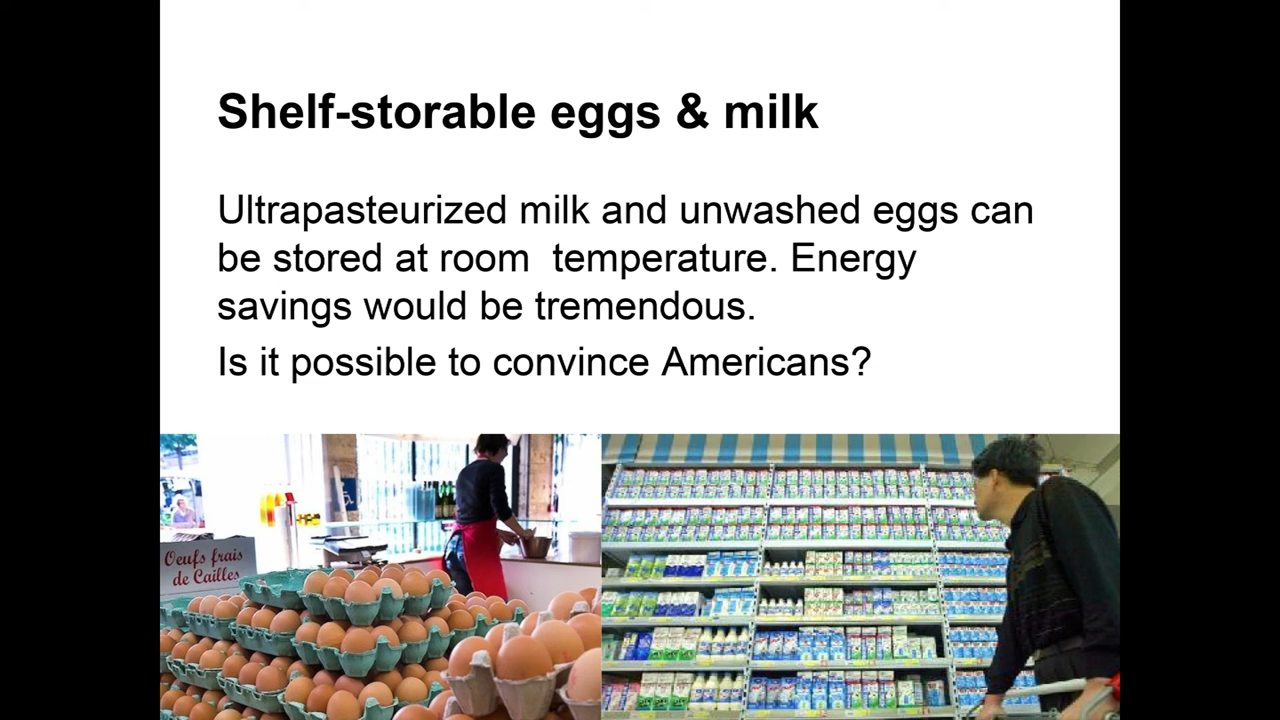 Shelf-storable eggs & milk
Ultrapasteurized milk and unwashed eggs can
be stored at room  temperature. Energy
savings would be tremendous.
Is it possible to convince Americans?
Oeufs frais
de Cailles